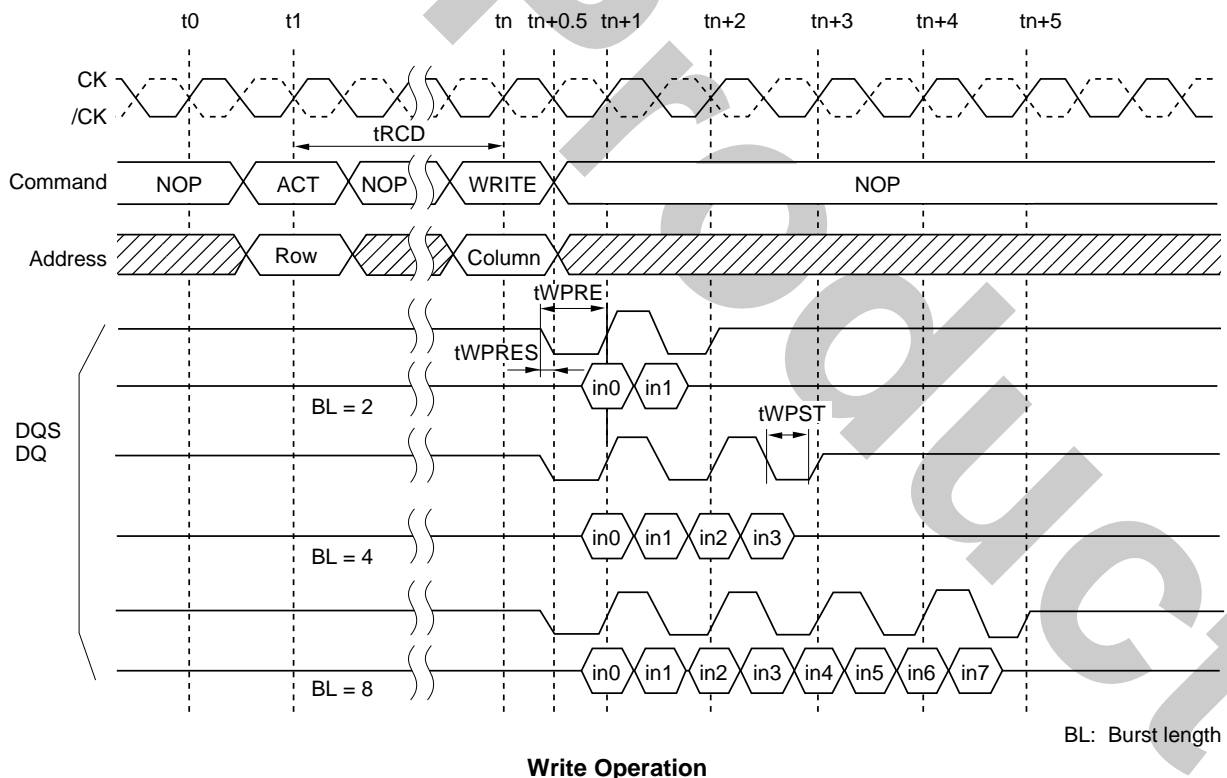 t0 t1 tn tn+0.5 tn+1 tn+2 tn+3 tn+4 tn+5
CK
/CK
tRCD
Command NOP ACT NOP WRITE NOP
Address Row Column
tWPRE
tWPRES
in0 in1
BL = 2
tWPST
DQS
DQ
in0 in1 in2 in3
BL = 4
in0 in1 in2 in3 in4 in5 in6 in7
BL = 8
BL: Burst length
Write Operation
Product